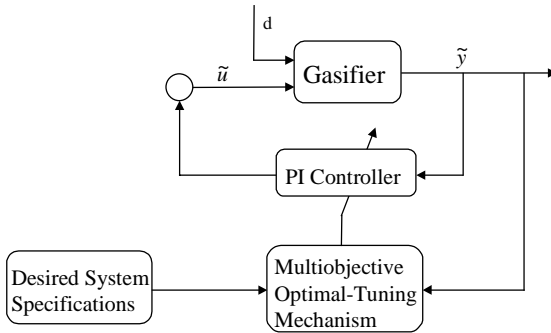 d
ũ
Gasifier
ỹ
PI Controller
Desired System
Specifications
Multiobjective
Optimal-Tuning
Mechanism